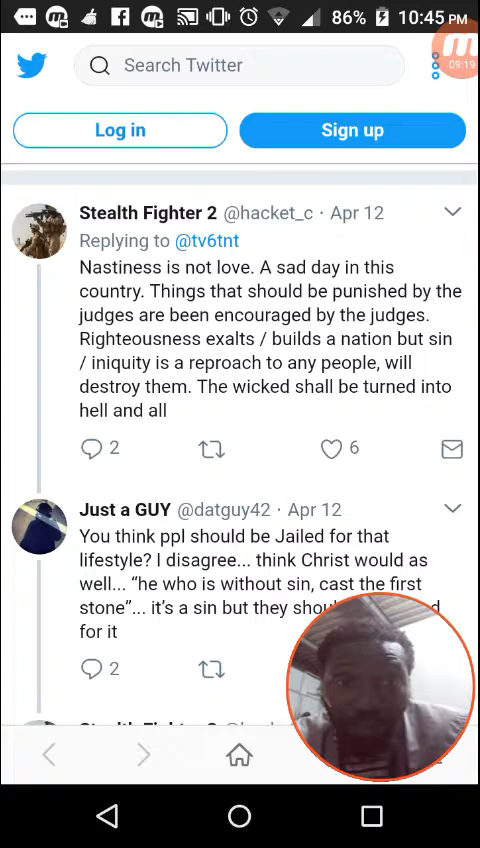 86% 10:45 PM
Search Twitter
09:19
Log in
Sign up
Stealth Fighter 2 @hacket_c · Apr 12
Replying to @tv6tnt
Nastiness is not love. A sad day in this
country. Things that should be punished by the
judges are been encouraged by the judges.
Righteousness exalts / builds a nation but sin
/ iniquity is a reproach to any people, will
destroy them. The wicked shall be turned into
hell and all
2
6
Just a GUY @datguy42 · Apr 12
You think ppl should be Jailed for that
lifestyle? I disagree... think Christ would as
well... “he who is without sin, cast the first
stone”... it’s a sin but they
for it
2